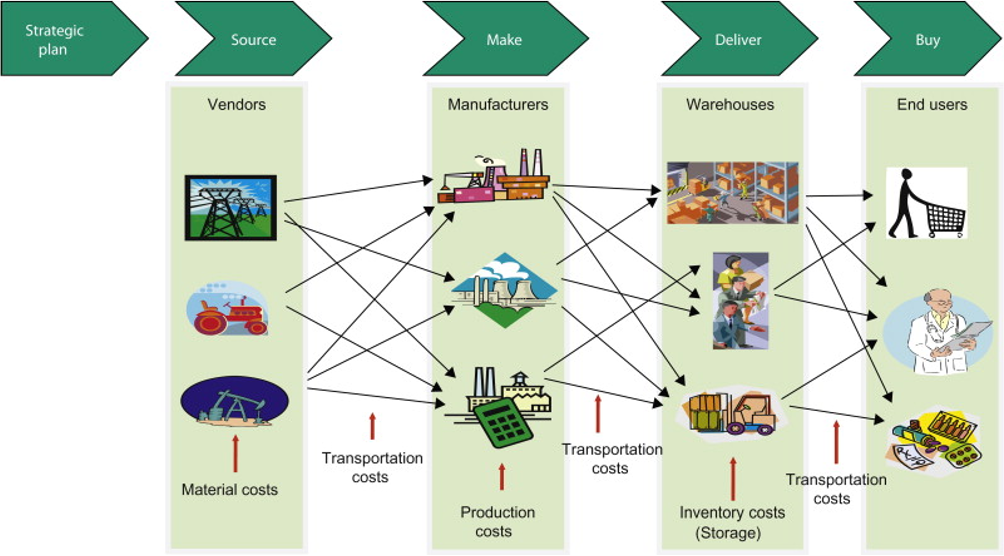 Strategic
plan
Source
Make
Deliver
Buy
Vendors
Manufacturers
Warehouses
End users
Material costs
Transportation
costs
Production
costs
Transportation
costs
Inventory costs
(Storage)
Transportation
costs